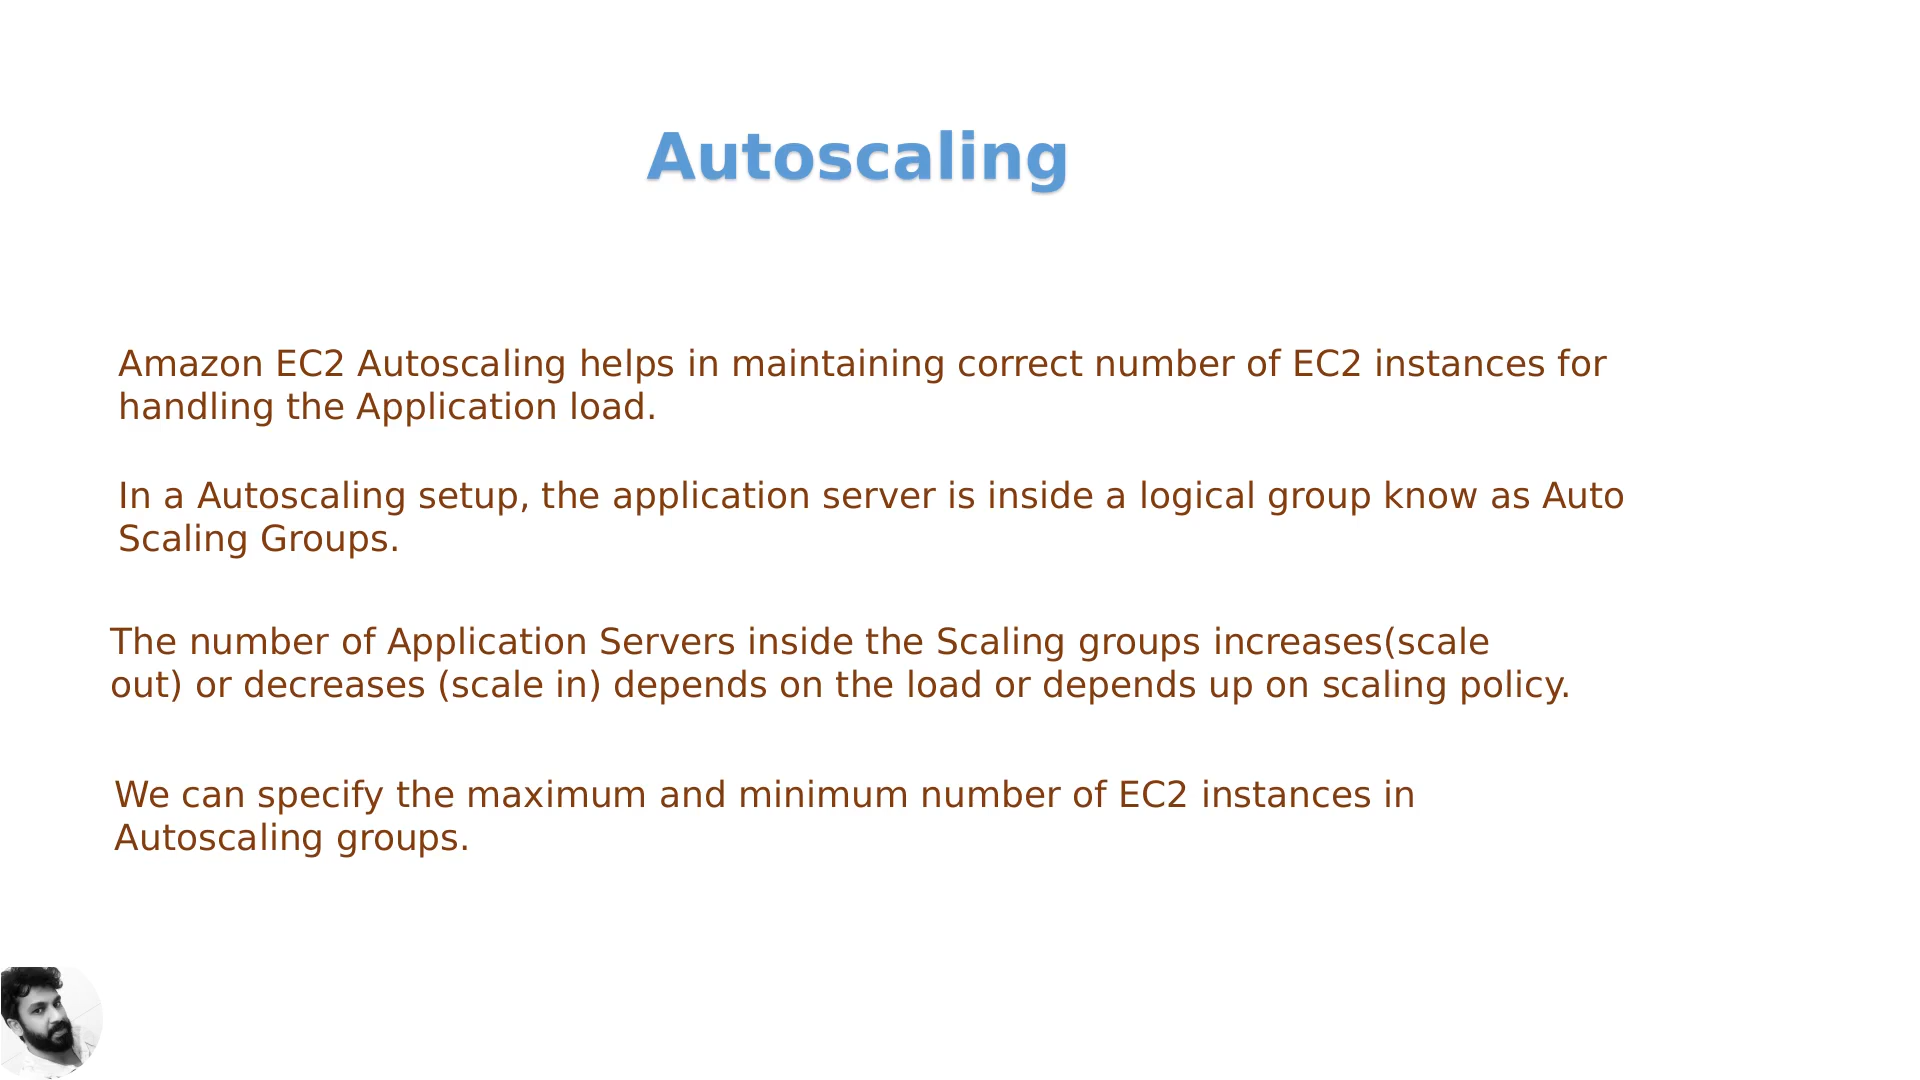 Autoscaling
Amazon EC2 Autoscaling helps in maintaining correct number of EC2 instances for
handling the Application load.
In a Autoscaling setup, the application server is inside a logical group know as Auto
Scaling Groups.
The number of Application Servers inside the Scaling groups increases(scale
out) or decreases (scale in) depends on the load or depends up on scaling policy.
We can specify the maximum and minimum number of EC2 instances in
Autoscaling groups.